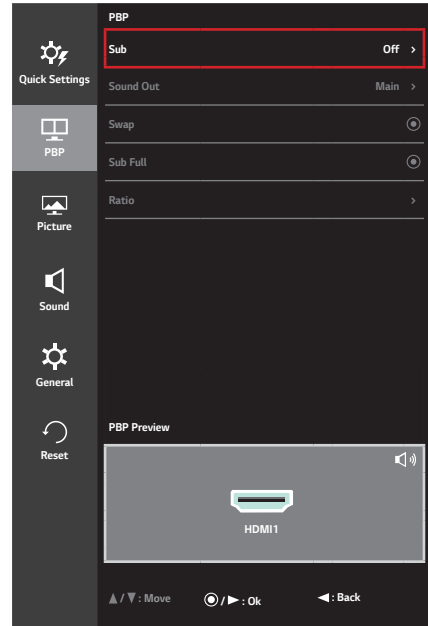 Quick Settings
PBP
Picture
Sound
General
Reset
PBP
Sub Off >
Sound Out Main >
Swap
Sub Full
Ratio >
PBP Preview
HDMI1
▲/▼ : Move ◉/► : Ok ◄ : Back